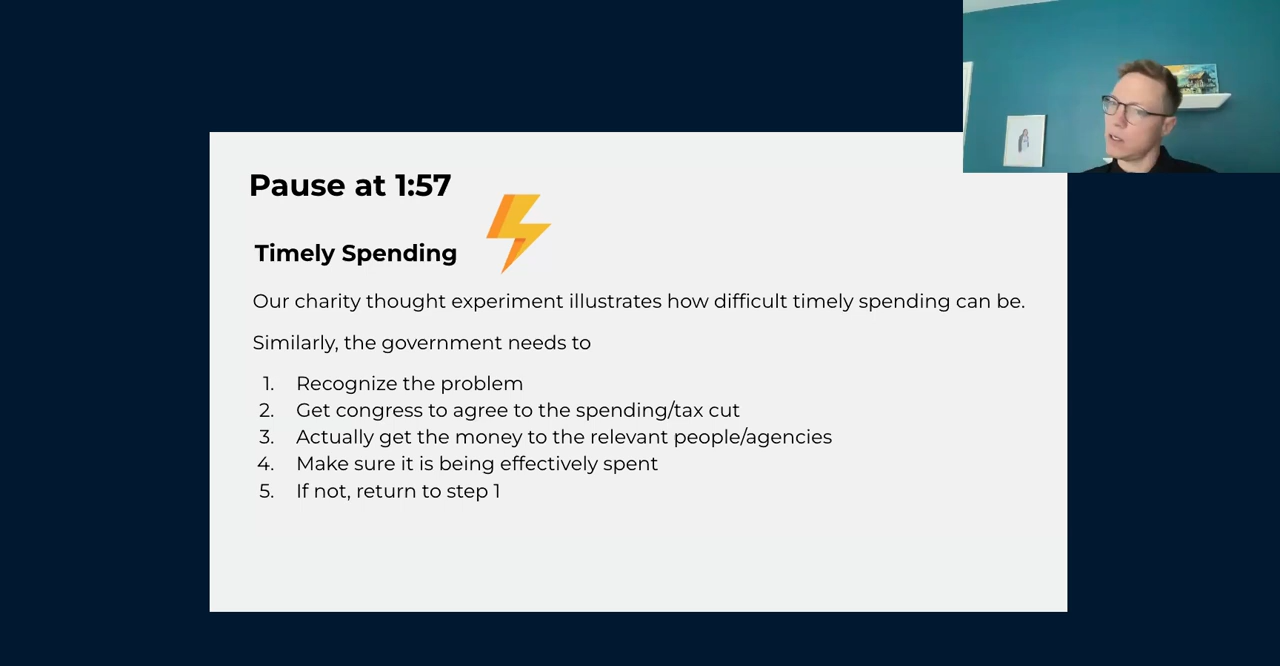 Pause at 1:57
Timely Spending
Our charity thought experiment illustrates how difficult timely spending can be.
Similarly, the government needs to
1. Recognize the problem
2. Get congress to agree to the spending/tax cut
3. Actually get the money to the relevant people/agencies
4. Make sure it is being effectively spent
5. If not, return to step 1